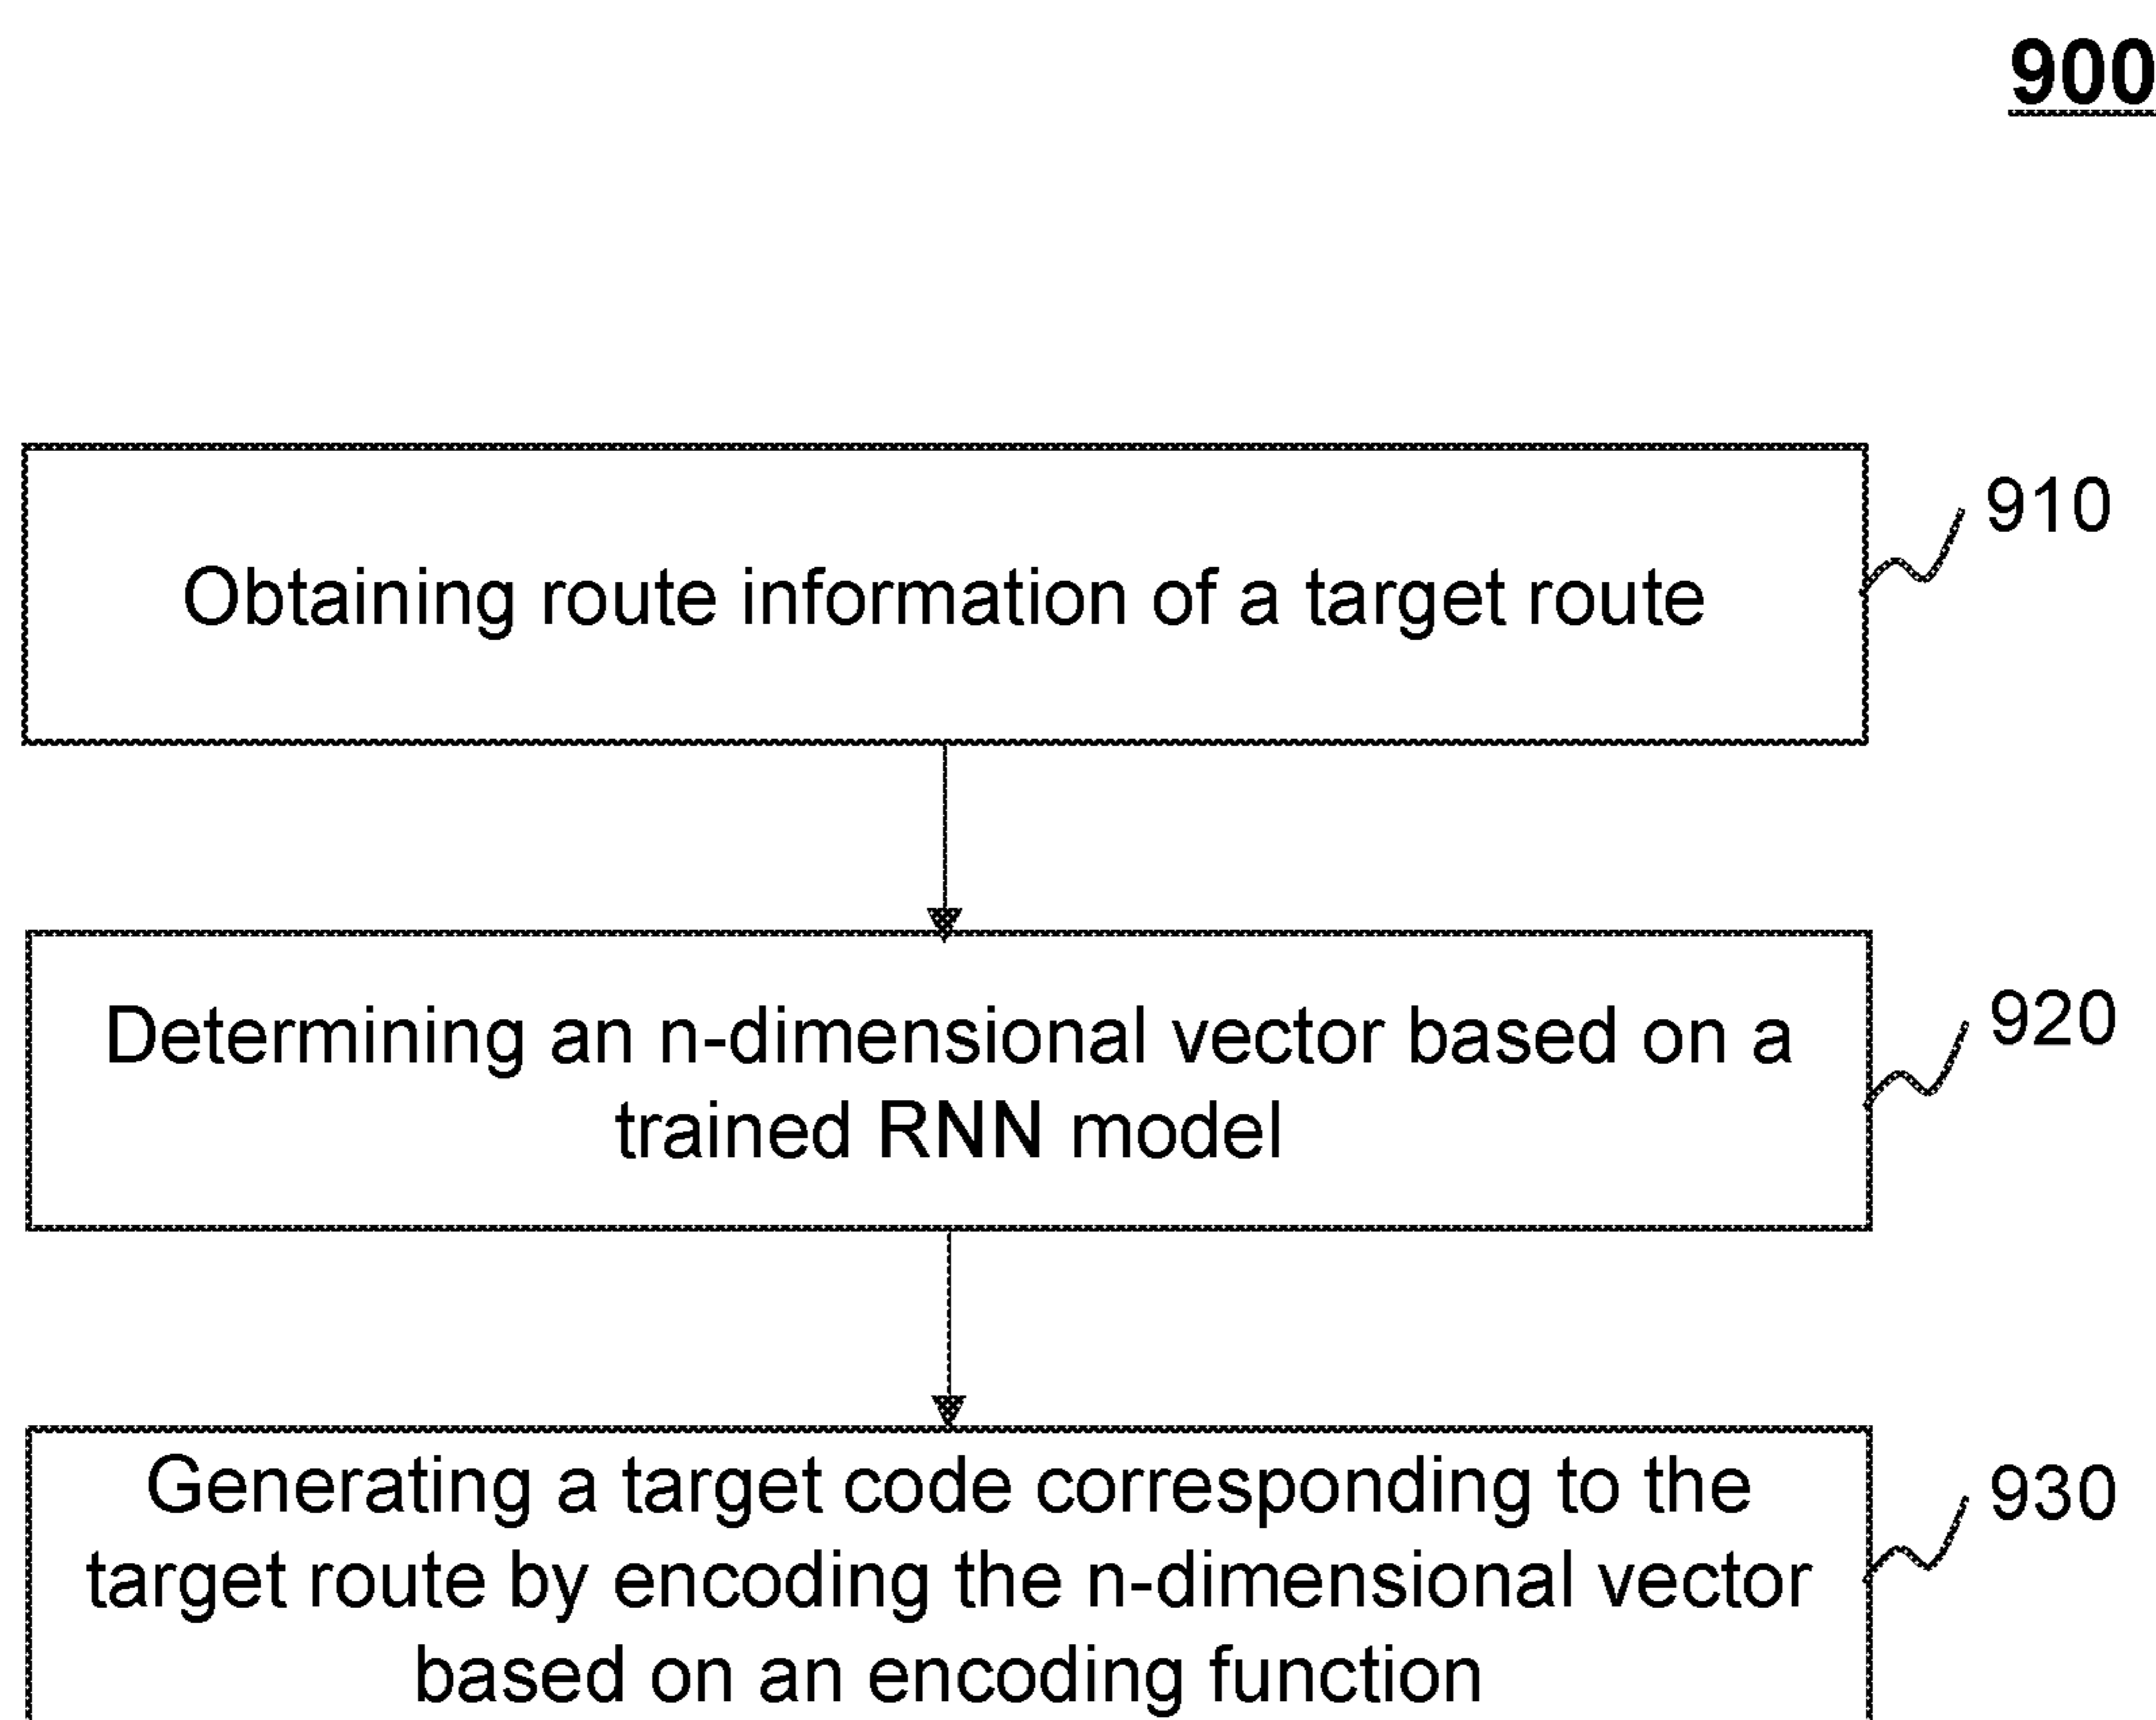 900
Obtaining route information of a target route
910
Determining an n-dimensional vector based on a
trained RNN model
920
Generating a target code corresponding to the
target route by encoding the n-dimensional vector
based on an encoding function
930